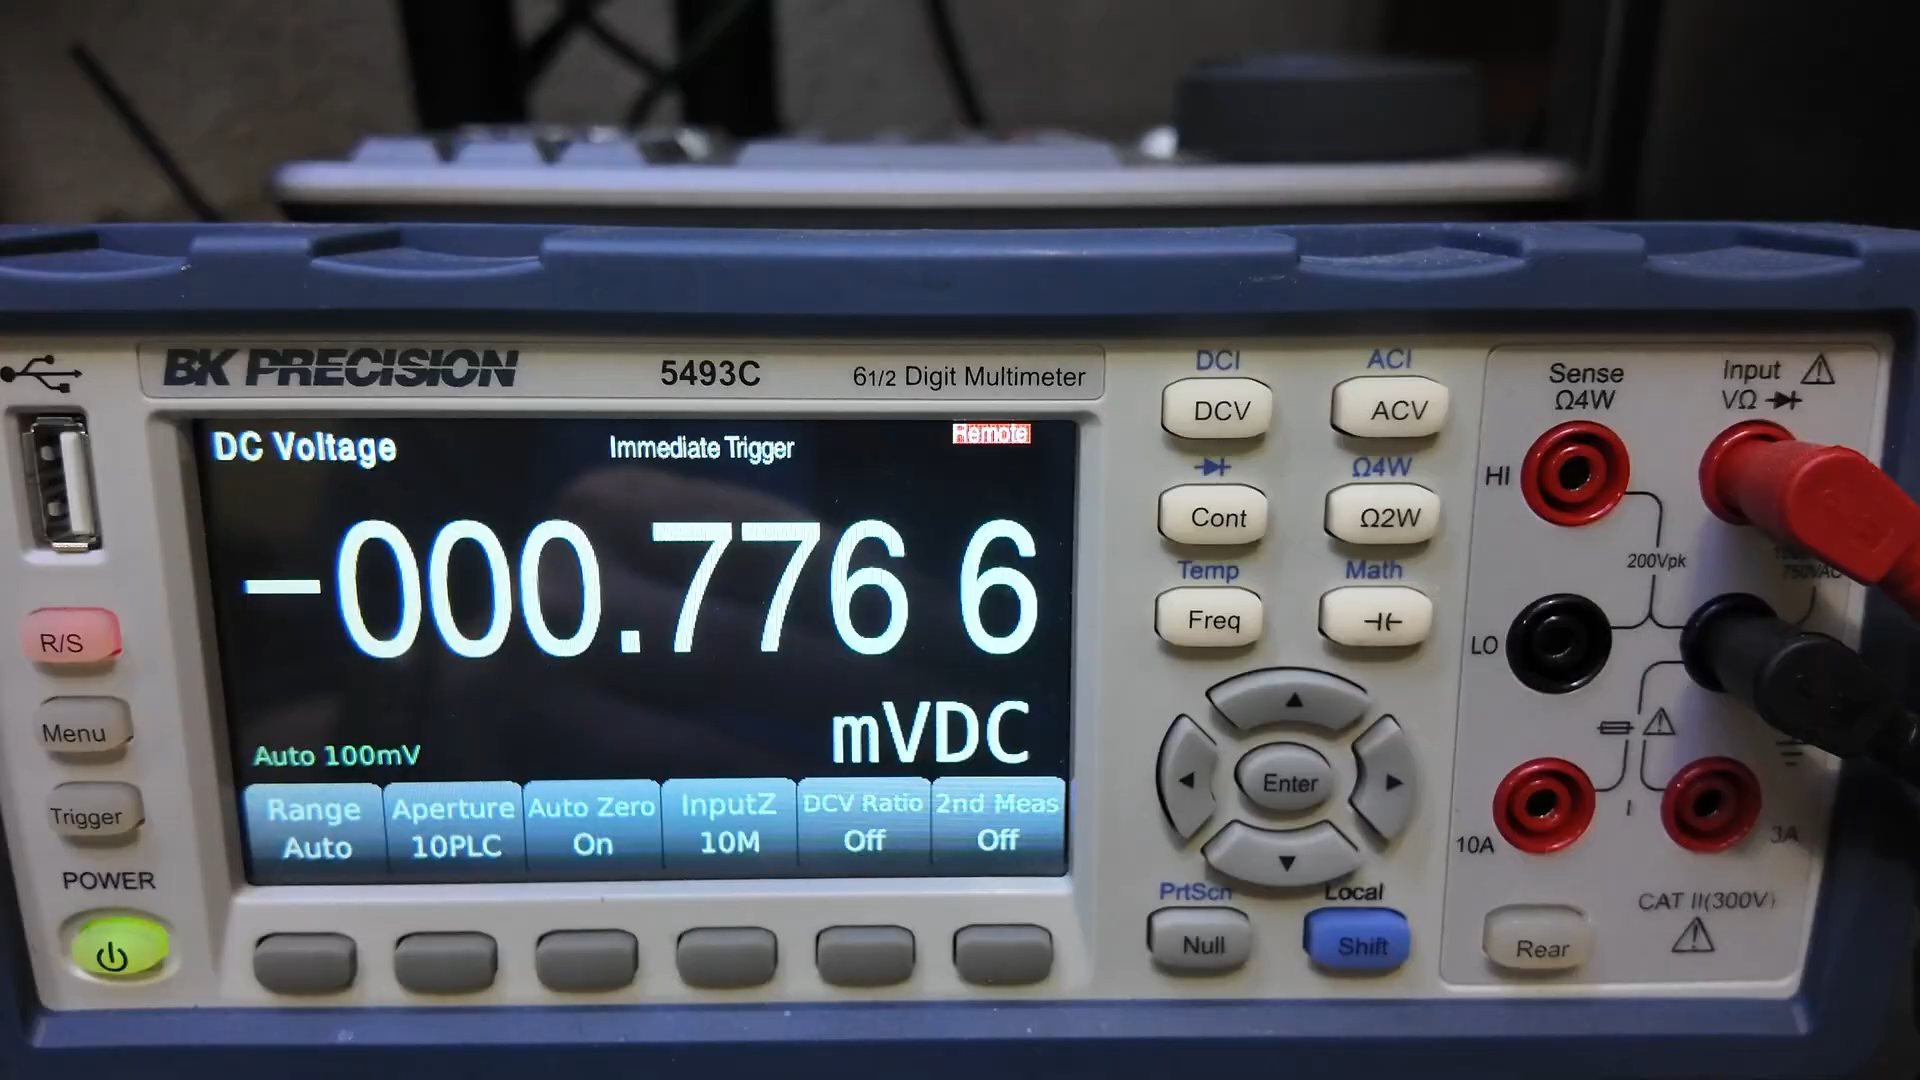 BK PRECISION
5493C
61/2 Digit Multimeter
DC Voltage
Immediate Trigger
Remote
-000.776 6
mVDC
Auto 100mV
Range
Auto
Aperture
10PLC
Auto Zero
On
InputZ
10M
DCV Ratio
Off
2nd Meas
Off
R/S
Menu
Trigger
POWER
DCI
DCV
ACI
ACV
Cont
Ω4W
Ω2W
Temp
Freq
Math
Enter
PrtScn
Null
Local
Shift
Sense
Ω4W
Input
VΩ
HI
200Vpk
750VAC
LO
10A
I
3A
CAT II(300V)
Rear